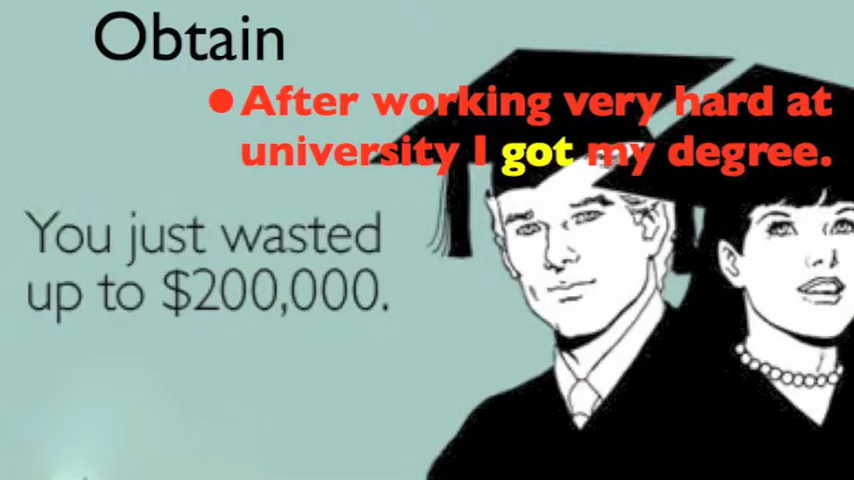 Obtain
• After working very hard at
university I got my degree.
You just wasted
up to $200,000.